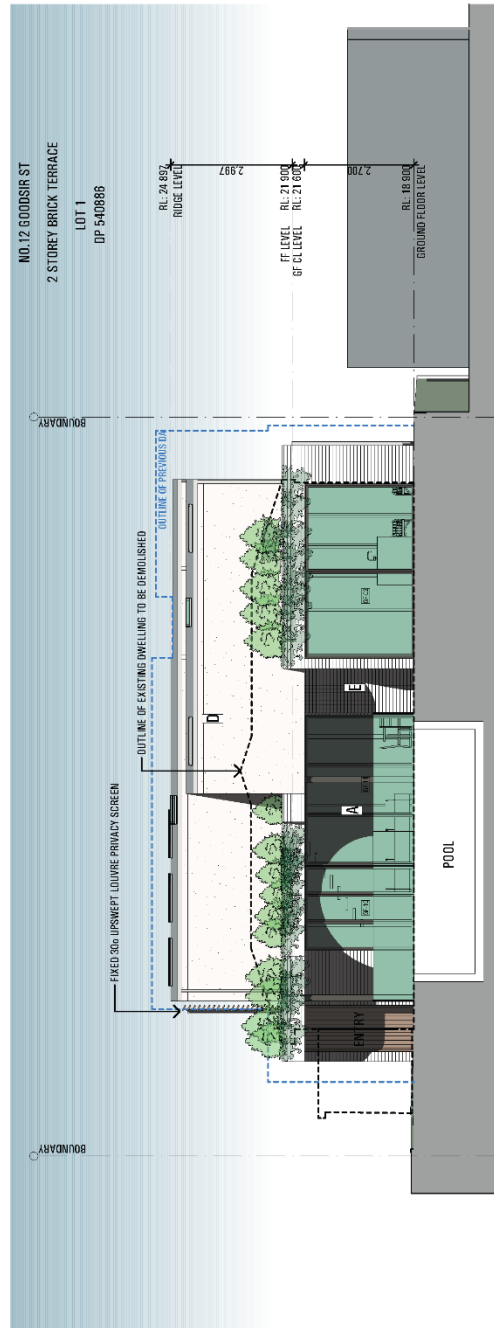 NO.12 GOODSIR ST
2 STOREY BRICK TERRACE
LOT 1
DP 540886
BOUNDARY
BOUNDARY
FIXED 30o UPSWEPT LOUVRE PRIVACY SCREEN
OUTLINE OF EXISTING DWELLING TO BE DEMOLISHED
OUTLINE OF PREVIOUS DA
RL: 24 897
RIDGE LEVEL
2,997
FF LEVEL RL: 21 900
GF CL LEVEL RL: 21 600
2,700
RL: 18 900
GROUND FLOOR LEVEL
D
A
E
ENTRY
POOL